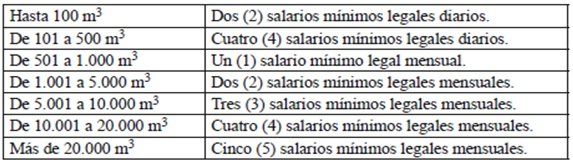 Hasta 100 m³ Dos (2) salarios mínimos legales diarios.
De 101 a 500 m³ Cuatro (4) salarios mínimos legales diarios.
De 501 a 1.000 m³ Un (1) salario mínimo legal mensual.
De 1.001 a 5.000 m³ Dos (2) salarios mínimos legales mensuales.
De 5.001 a 10.000 m³ Tres (3) salarios mínimos legales mensuales.
De 10.001 a 20.000 m³ Cuatro (4) salarios mínimos legales mensuales.
Más de 20.000 m³ Cinco (5) salarios mínimos legales mensuales.